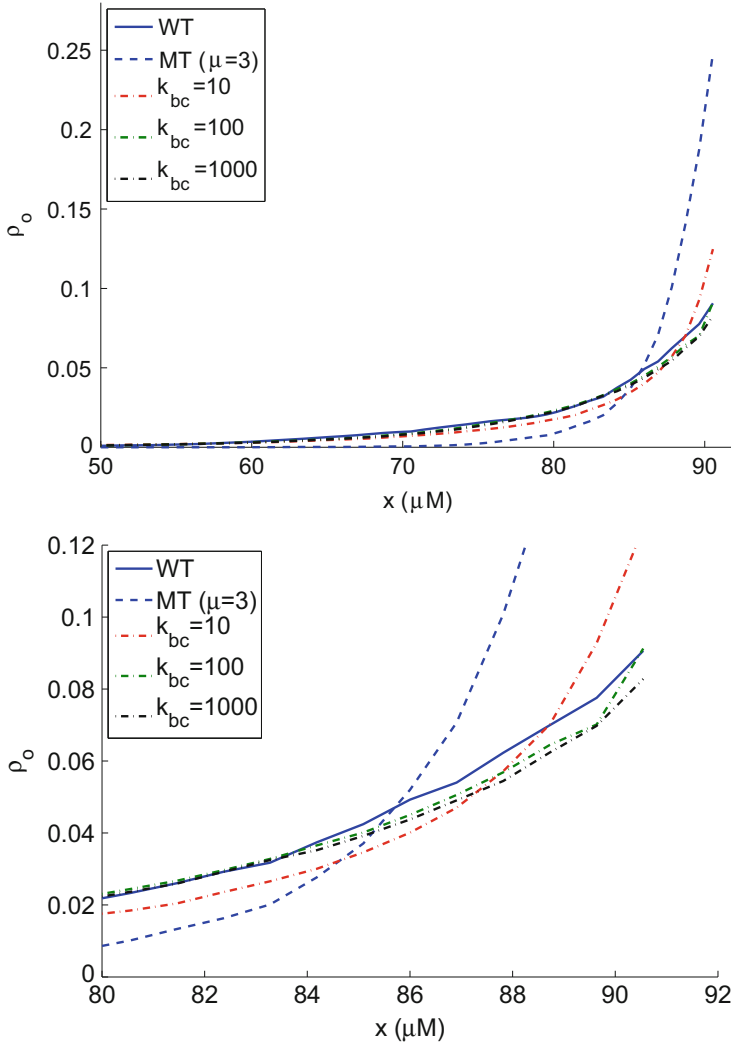 WT
MT (μ=3)
k_bc=10
k_bc=100
k_bc=1000
0.25
0.2
0.15
0.1
0.05
0
ρ_o
50 60 70 80 90
x (μM)
0.12
WT
MT (μ=3)
k_bc=10
k_bc=100
k_bc=1000
0.1
0.08
0.06
0.04
0.02
0
ρ_o
80 82 84 86 88 90 92
x (μM)